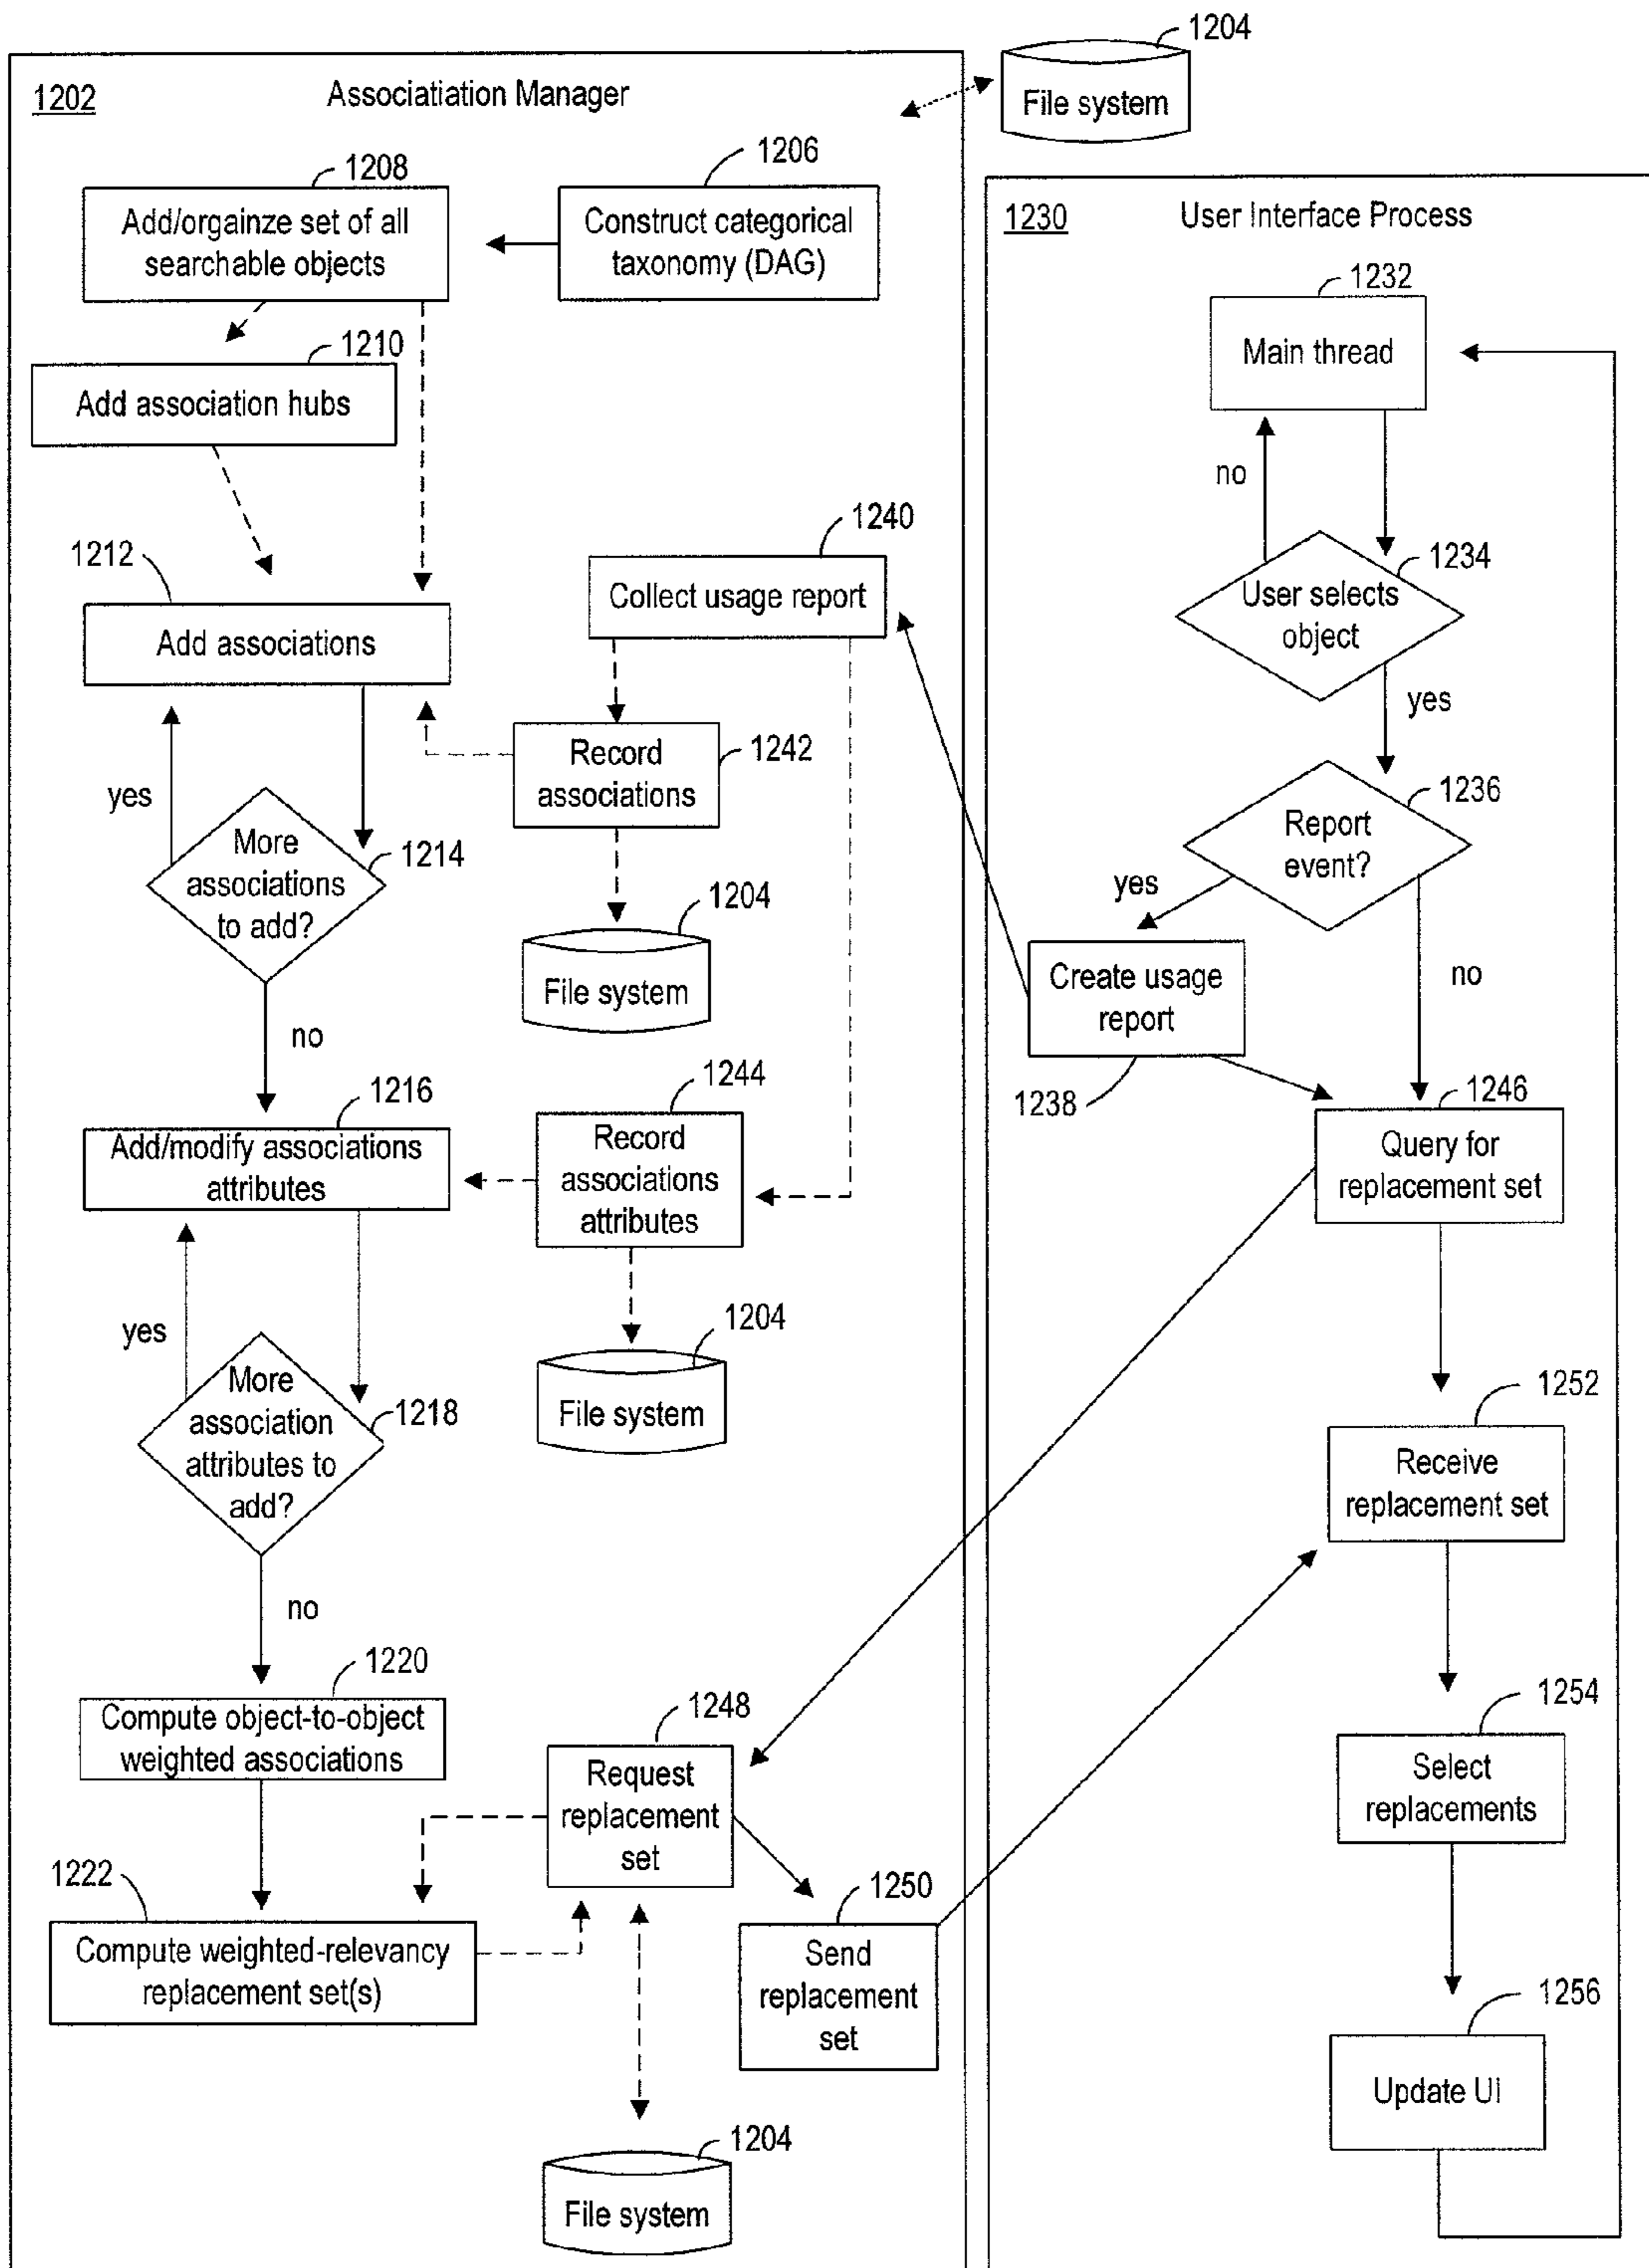 1204
File system
1202
Associatiation Manager
1206
1208
Add/orgainze set of all
searchable objects
Construct categorical
taxonomy (DAG)
1230
User Interface Process
1232
Main thread
1210
Add association hubs
no
1240
Collect usage report
1212
Add associations
1234
User selects
object
yes
1242
Record
associations
yes
1236
Report
event?
More
associations
to add?
1214
1204
File system
yes
no
Create usage
report
1238
no
1244
Record
associations
attributes
1216
Add/modify associations
attributes
1246
Query for
replacement set
yes
1204
File system
More
association
attributes to
add?
1218
1252
Receive
replacement set
no
1220
Compute object-to-object
weighted associations
1248
Request
replacement
set
1254
Select
replacements
1222
Compute weighted-relevancy
replacement set(s)
1250
Send
replacement
set
1256
Update UI
1204
File system